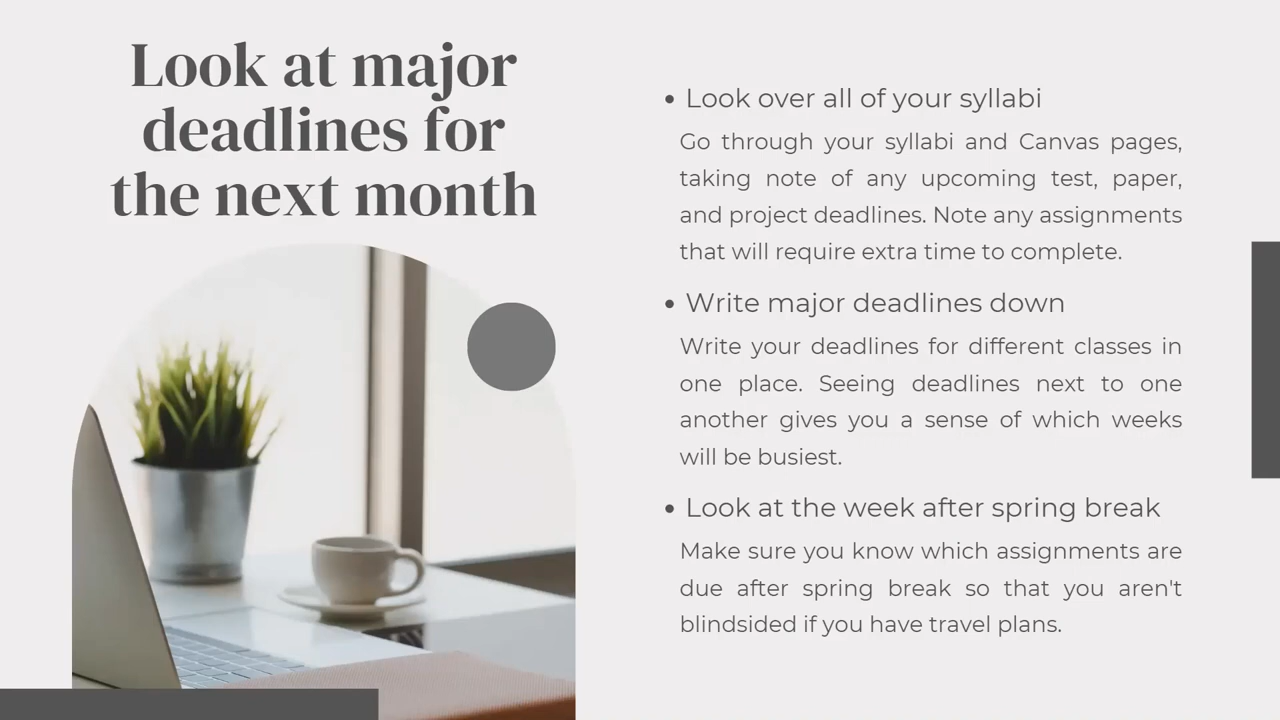 Look at major
deadlines for
the next month
• Look over all of your syllabi
Go through your syllabi and Canvas pages,
taking note of any upcoming test, paper,
and project deadlines. Note any assignments
that will require extra time to complete.
• Write major deadlines down
Write your deadlines for different classes in
one place. Seeing deadlines next to one
another gives you a sense of which weeks
will be busiest.
• Look at the week after spring break
Make sure you know which assignments are
due after spring break so that you aren't
blindsided if you have travel plans.